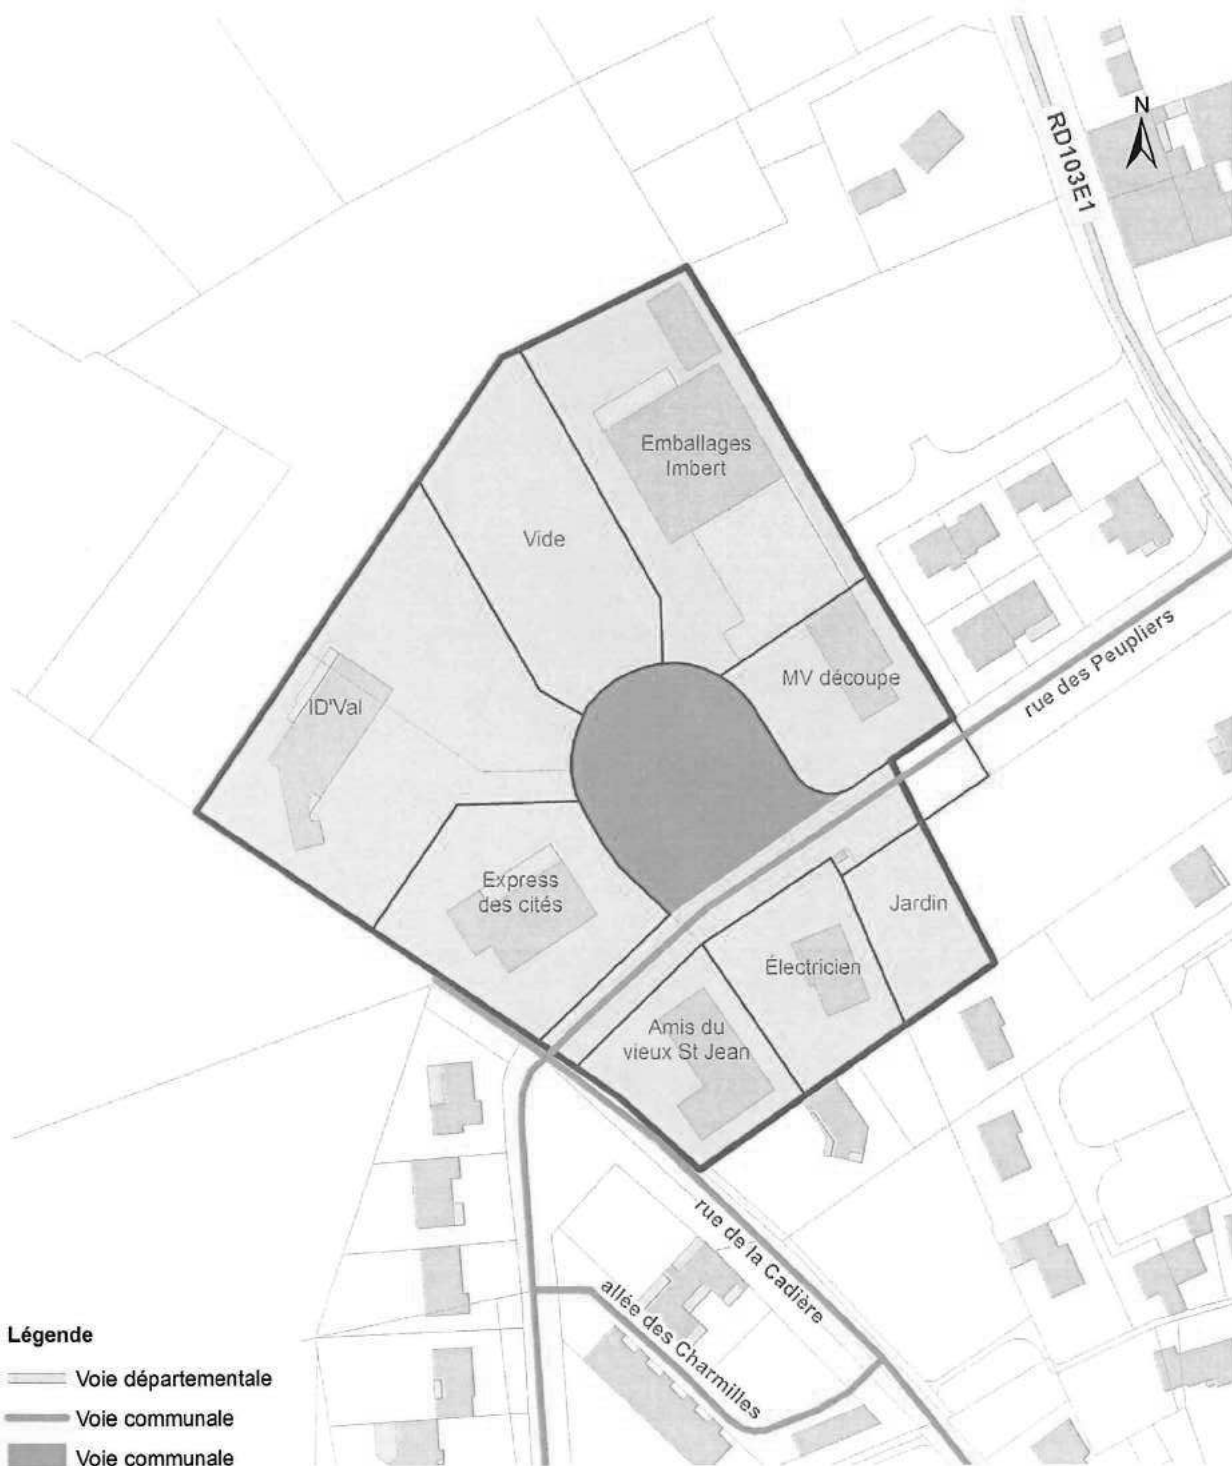 N
RD103E1
Emballages
Imbert
Vide
rue des Peupliers
MV découpe
ID'Val
Express
des cités
Jardin
Électricien
Amis du
vieux St Jean
rue de la Cadière
allée des Charmilles
Légende
Voie départementale
Voie communale
Voie communale